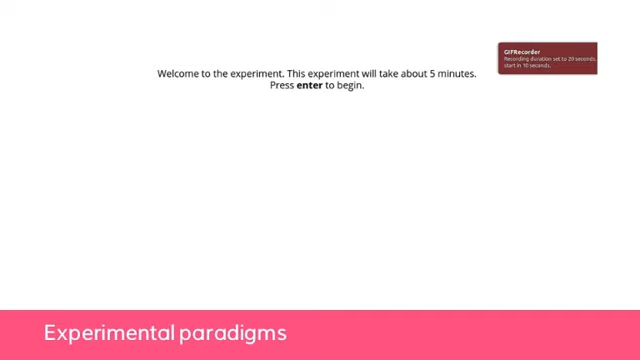 GIFRecorder
Recording duration set to 20 seconds.
start in 10 seconds.
Welcome to the experiment. This experiment will take about 5 minutes.
Press enter to begin.
Experimental paradigms